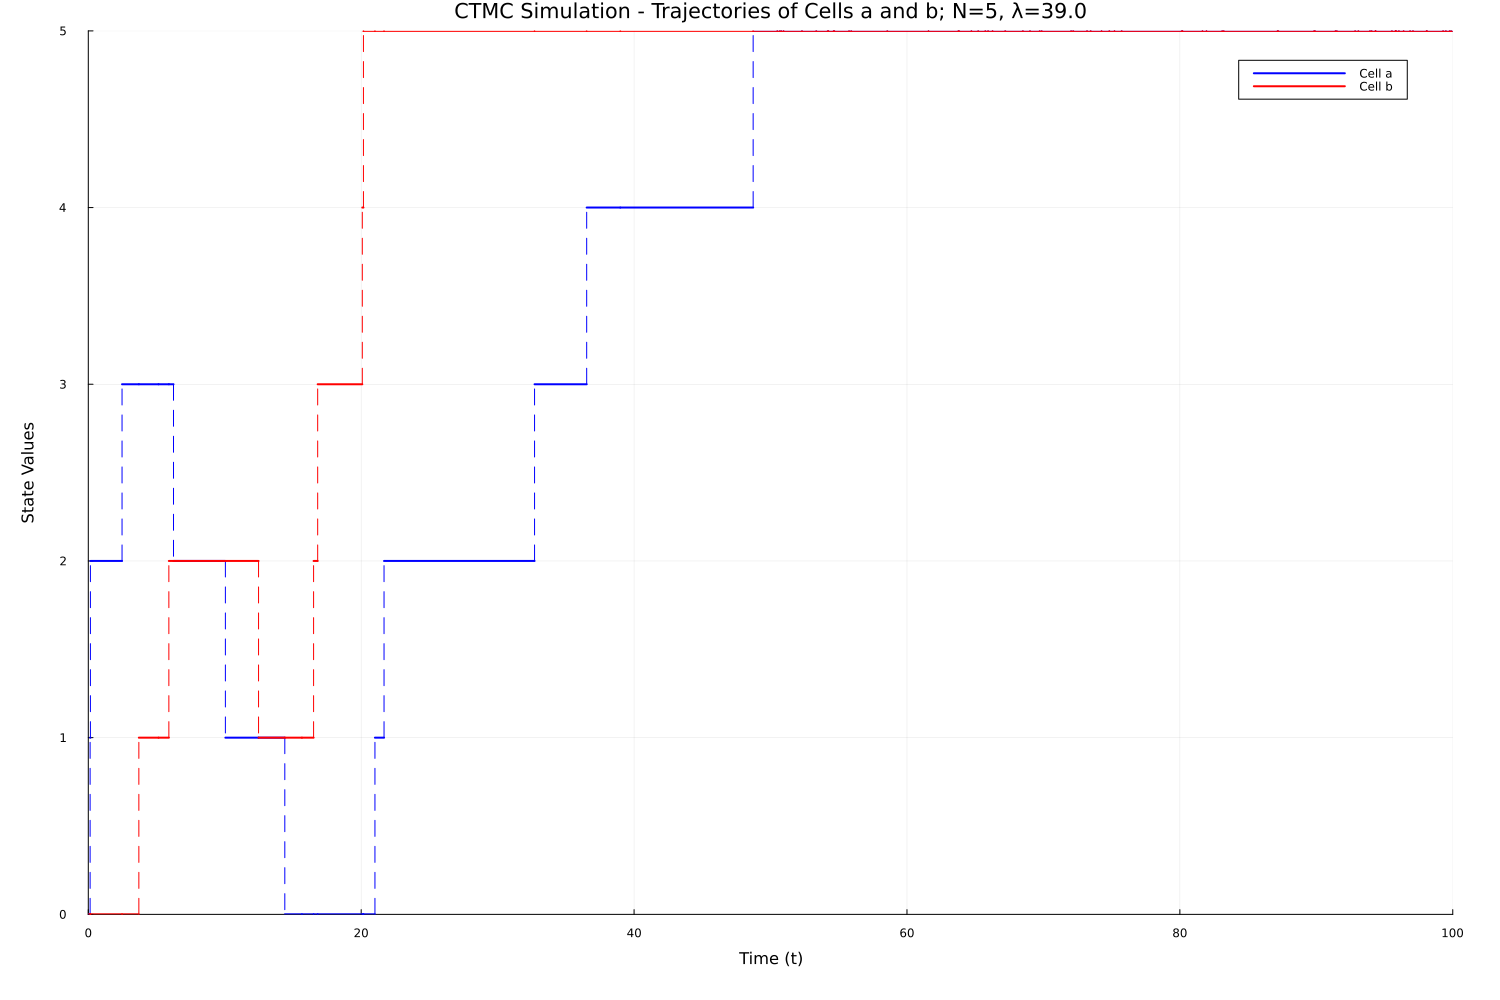 CTMC Simulation - Trajectories of Cells a and b; N=5, λ=39.0
5
Cell a
Cell b
4
3
State Values
2
1
0
0 20 40 60 80 100
Time (t)